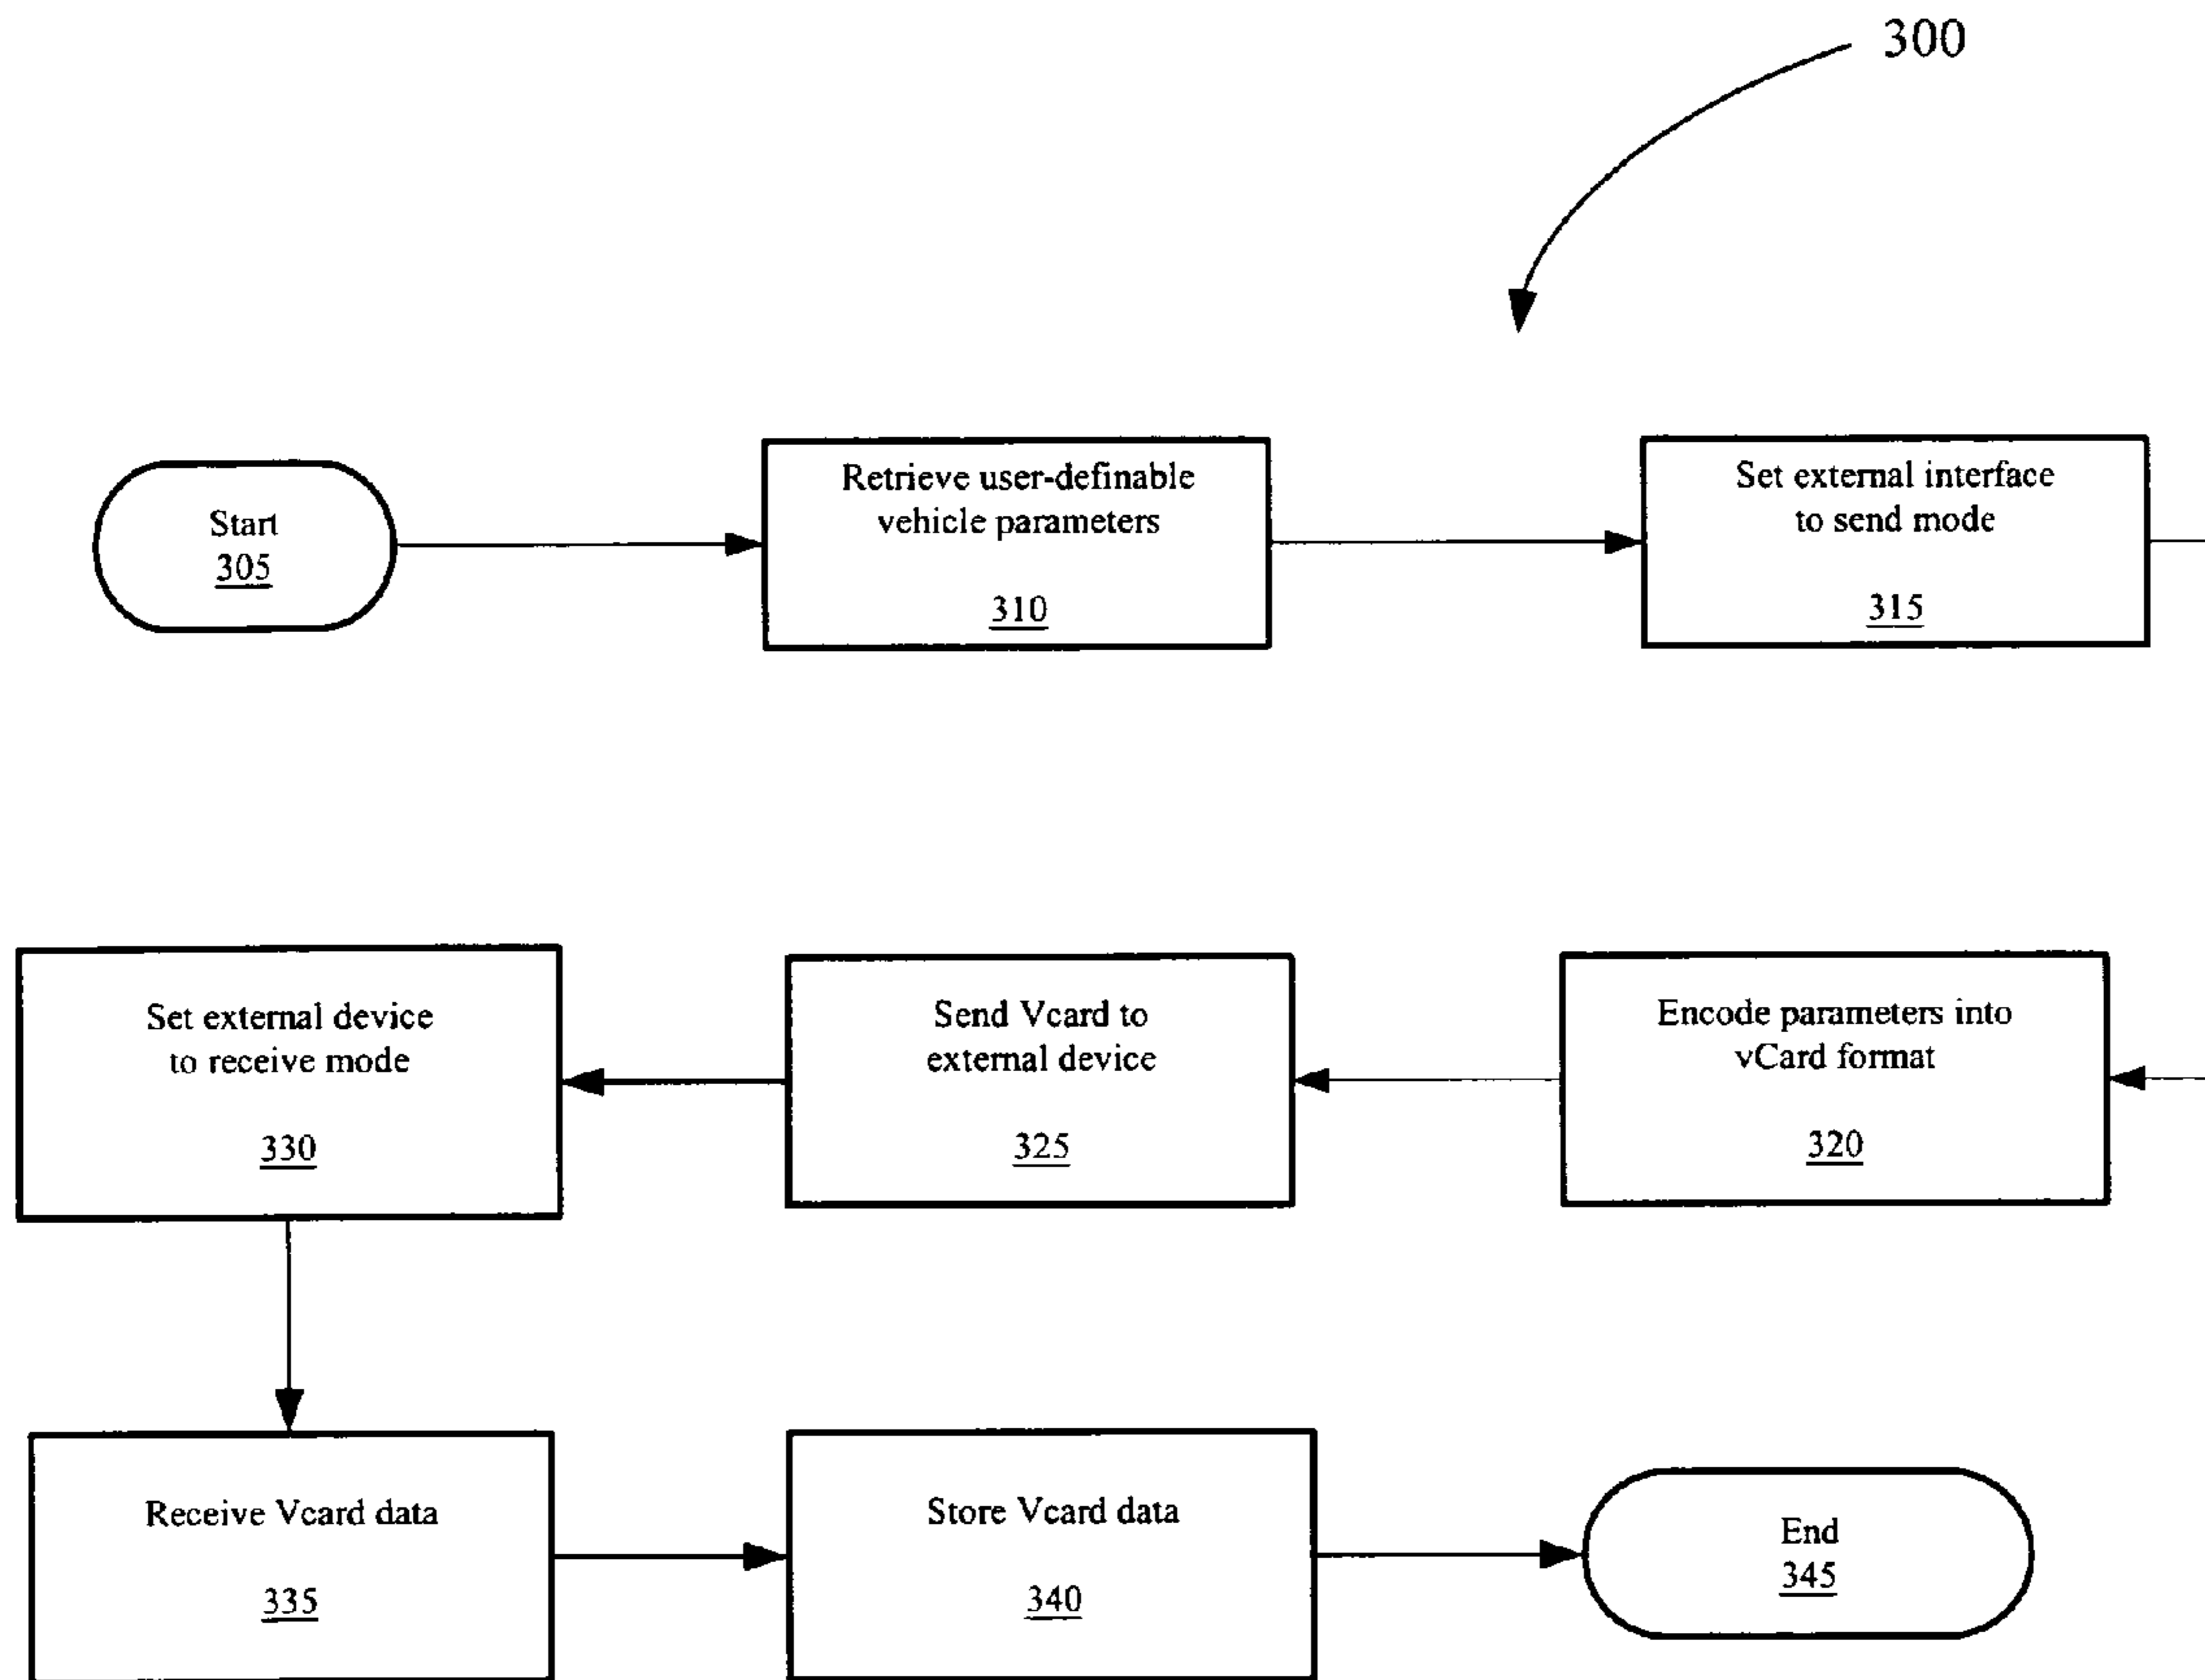 300
Start
305
Retrieve user-definable
vehicle parameters
310
Set external interface
to send mode
315
Set external device
to receive mode
330
Send Vcard to
external device
325
Encode parameters into
vCard format
320
Receive Vcard data
335
Store Vcard data
340
End
345